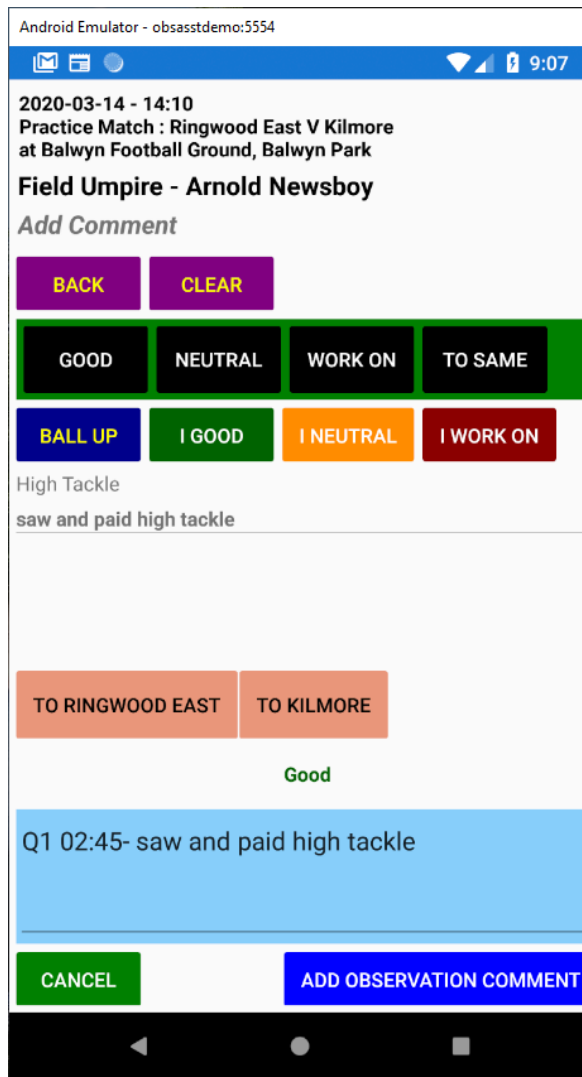 Android Emulator - obsasstdemo:5554
9:07
2020-03-14 - 14:10
Practice Match : Ringwood East V Kilmore
at Balwyn Football Ground, Balwyn Park
Field Umpire - Arnold Newsboy
Add Comment
BACK CLEAR
GOOD NEUTRAL WORK ON TO SAME
BALL UP I GOOD I NEUTRAL I WORK ON
High Tackle
saw and paid high tackle
TO RINGWOOD EAST TO KILMORE
Good
Q1 02:45- saw and paid high tackle
CANCEL ADD OBSERVATION COMMENT